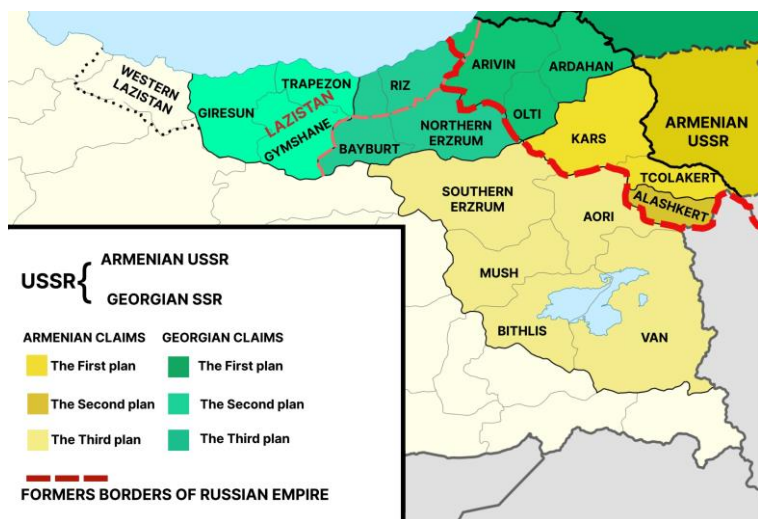 WESTERN
LAZISTAN
GIRESUN
TRAPEZON
LAZISTAN
GYMSHANE
RIZ
BAYBURT
NORTHERN
ERZRUM
ARIVIN
ARDAHAN
OLTI
KARS
ARMENIAN
USSR
TCOLAKERT
ALASHKERT
SOUTHERN
ERZRUM
AORI
MUSH
BITHLIS
VAN
USSR {
ARMENIAN USSR
GEORGIAN SSR
ARMENIAN CLAIMS GEORGIAN CLAIMS
The First plan The First plan
The Second plan The Second plan
The Third plan The Third plan
FORMERS BORDERS OF RUSSIAN EMPIRE